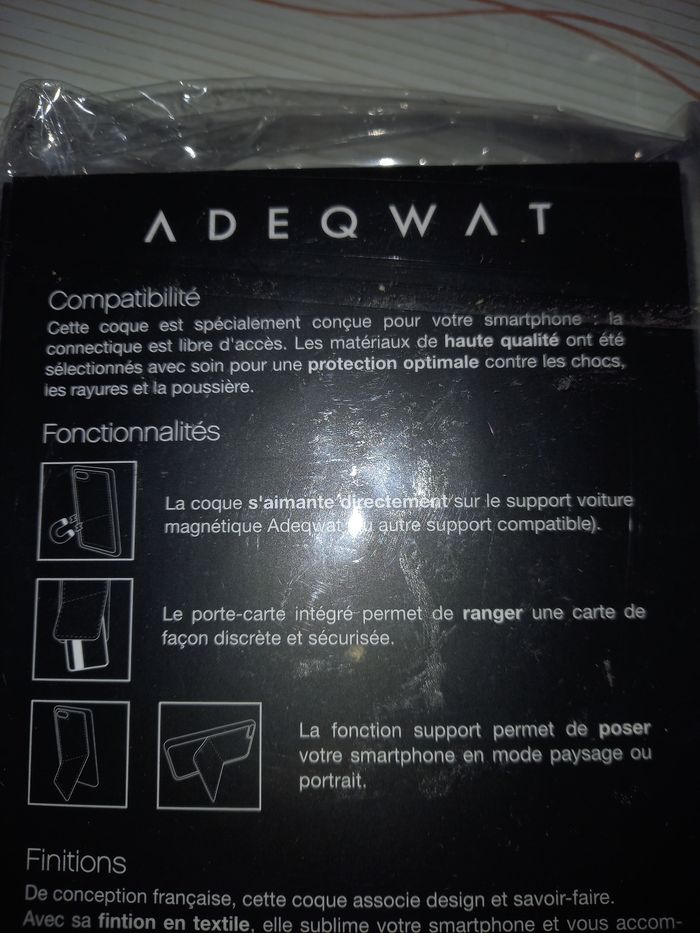 ADEQWAT
Compatibilité
Cette coque est spécialement conçue pour votre smartphone : la
connectique est libre d'accès. Les matériaux de haute qualité ont été
sélectionnés avec soin pour une protection optimale contre les chocs,
les rayures et la poussière.
Fonctionnalités
La coque s'aimante directement sur le support voiture
magnétique Adeqwat (ou autre support compatible).
Le porte-carte intégré permet de ranger une carte de
façon discrète et sécurisée.
La fonction support permet de poser
votre smartphone en mode paysage ou
portrait.
Finitions
De conception française, cette coque associe design et savoir-faire.
Avec sa fintion en textile, elle sublime votre smartphone et vous accom-